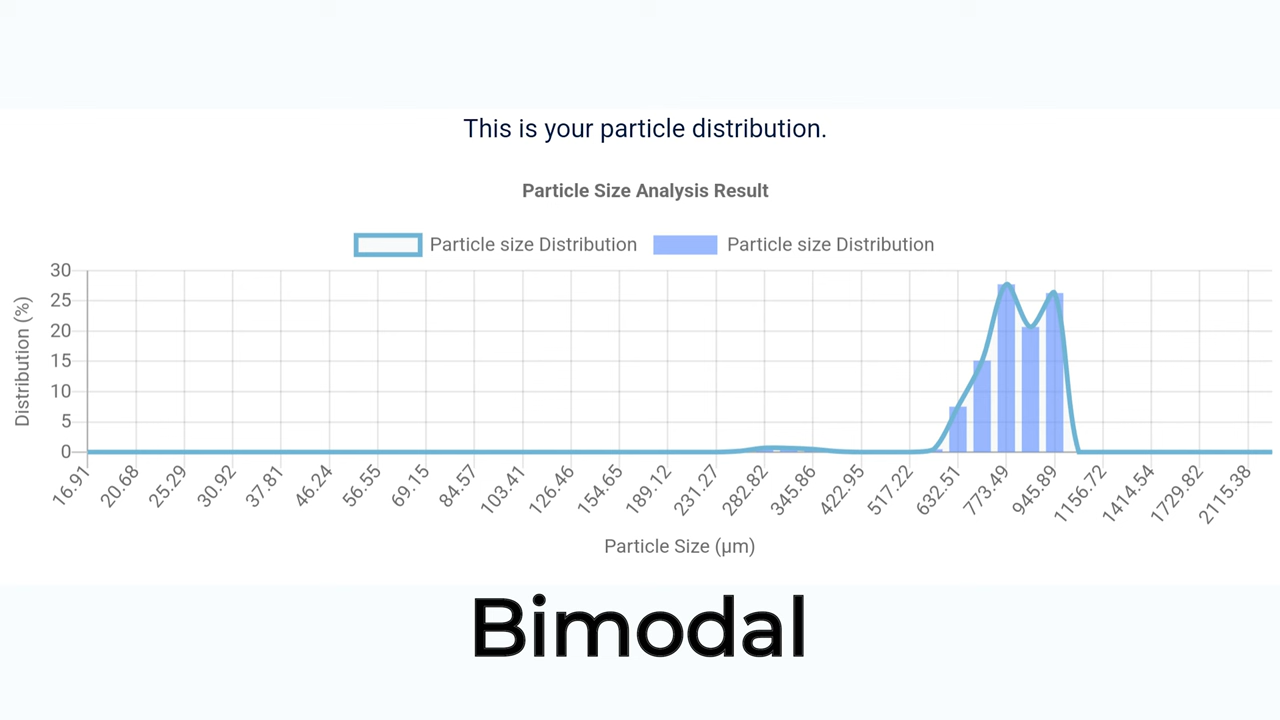 This is your particle distribution.
Particle Size Analysis Result
Particle size Distribution Particle size Distribution
Distribution (%)
30
25
20
15
10
5
0
16.91 20.68 25.29 30.92 37.81 46.24 56.55 69.15 84.57 103.41 126.46 154.65 189.12 231.27 282.82 345.86 422.95 517.22 632.51 773.49 945.89 1156.72 1414.54 1729.82 2115.38
Particle Size (μm)
Bimodal